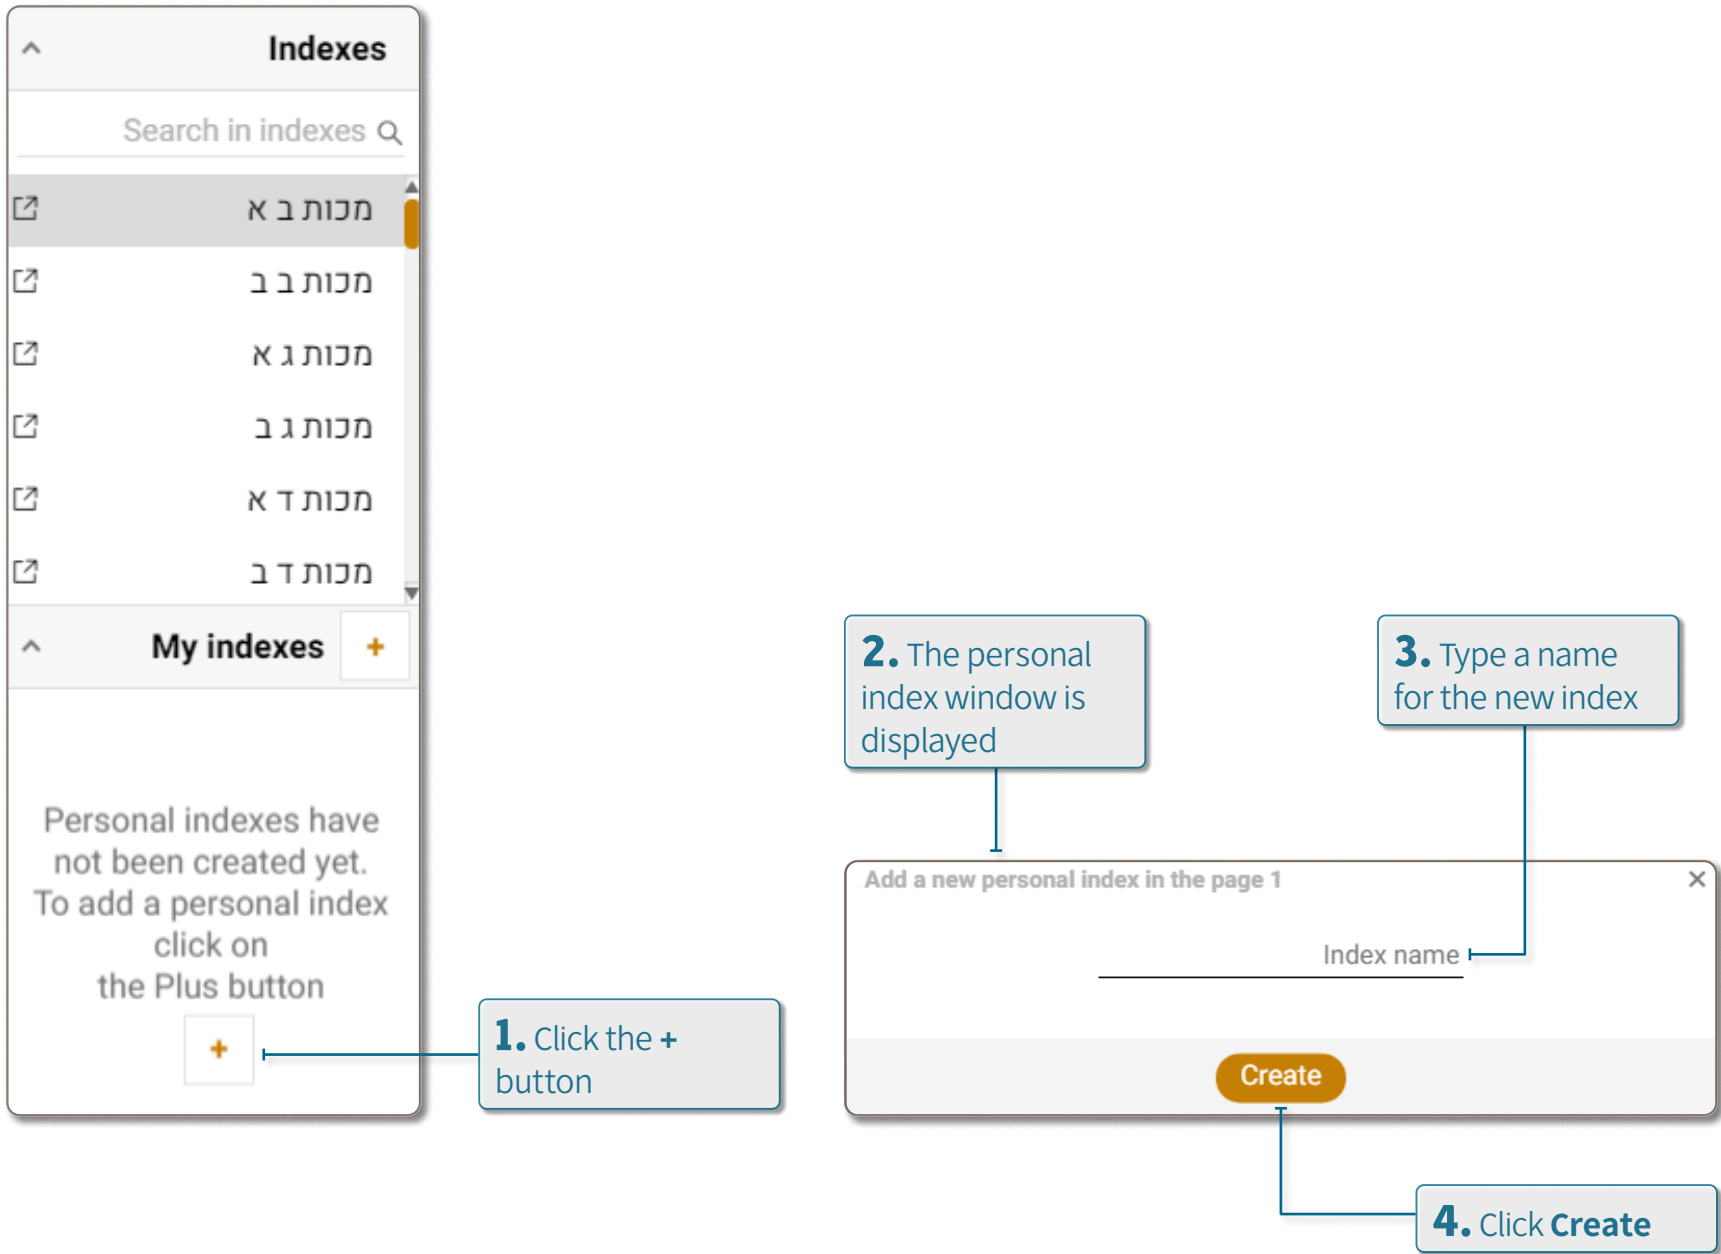 Indexes
Search in indexes
מכות ב א
מכות ב ב
מכות ג א
מכות ג ב
מכות ד א
מכות ד ב
My indexes +
Personal indexes have
not been created yet.
To add a personal index
click on
the Plus button
+
1. Click the +
button
2. The personal
index window is
displayed
3. Type a name
for the new index
Add a new personal index in the page 1
Index name
Create
4. Click Create